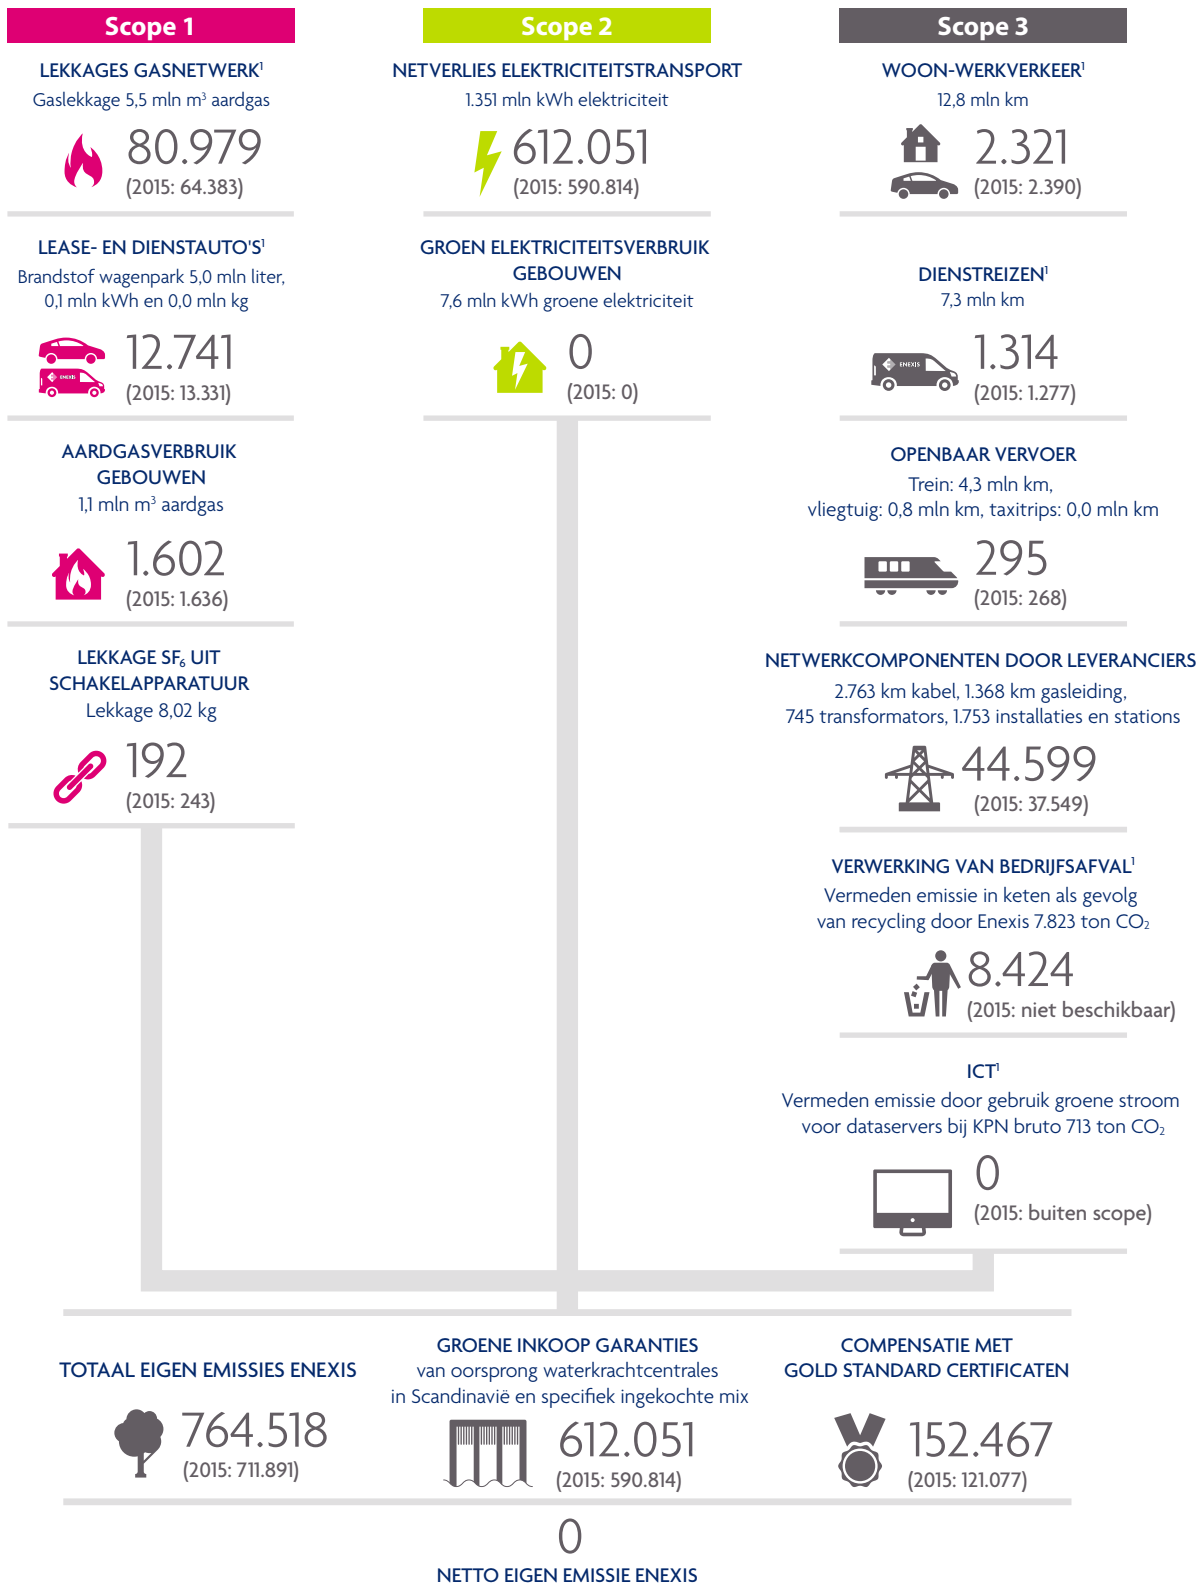 Scope 1
LEKKAGES GASNETWERK¹
Gaslekkage 5,5 mln m³ aardgas
80.979
(2015: 64.383)
LEASE- EN DIENSTAUTO'S¹
Brandstof wagenpark 5,0 mln liter,
0,1 mln kWh en 0,0 mln kg
ENEXIS
12.741
(2015: 13.331)
AARDGASVERBRUIK
GEBOUWEN
1,1 mln m³ aardgas
1.602
(2015: 1.636)
LEKKAGE SF₆ UIT
SCHAKELAPPARATUUR
Lekkage 8,02 kg
192
(2015: 243)
Scope 2
NETVERLIES ELEKTRICITEITSTRANSPORT
1.351 mln kWh elektriciteit
612.051
(2015: 590.814)
GROEN ELEKTRICITEITSVERBRUIK
GEBOUWEN
7,6 mln kWh groene elektriciteit
0
(2015: 0)
Scope 3
WOON-WERKVERKEER¹
12,8 mln km
2.321
(2015: 2.390)
DIENSTREIZEN¹
7,3 mln km
ENEXIS
1.314
(2015: 1.277)
OPENBAAR VERVOER
Trein: 4,3 mln km,
vliegtuig: 0,8 mln km, taxitrips: 0,0 mln km
295
(2015: 268)
NETWERKCOMPONENTEN DOOR LEVERANCIERS
2.763 km kabel, 1.368 km gasleiding,
745 transformators, 1.753 installaties en stations
44.599
(2015: 37.549)
VERWERKING VAN BEDRIJFSAFVAL¹
Vermeden emissie in keten als gevolg
van recycling door Enexis 7.823 ton CO₂
8.424
(2015: niet beschikbaar)
ICT¹
Vermeden emissie door gebruik groene stroom
voor dataservers bij KPN bruto 713 ton CO₂
0
(2015: buiten scope)
TOTAAL EIGEN EMISSIES ENEXIS
764.518
(2015: 711.891)
GROENE INKOOP GARANTIES
van oorsprong waterkrachtcentrales
in Scandinavië en specifiek ingekochte mix
612.051
(2015: 590.814)
COMPENSATIE MET
GOLD STANDARD CERTIFICATEN
152.467
(2015: 121.077)
0
NETTO EIGEN EMISSIE ENEXIS